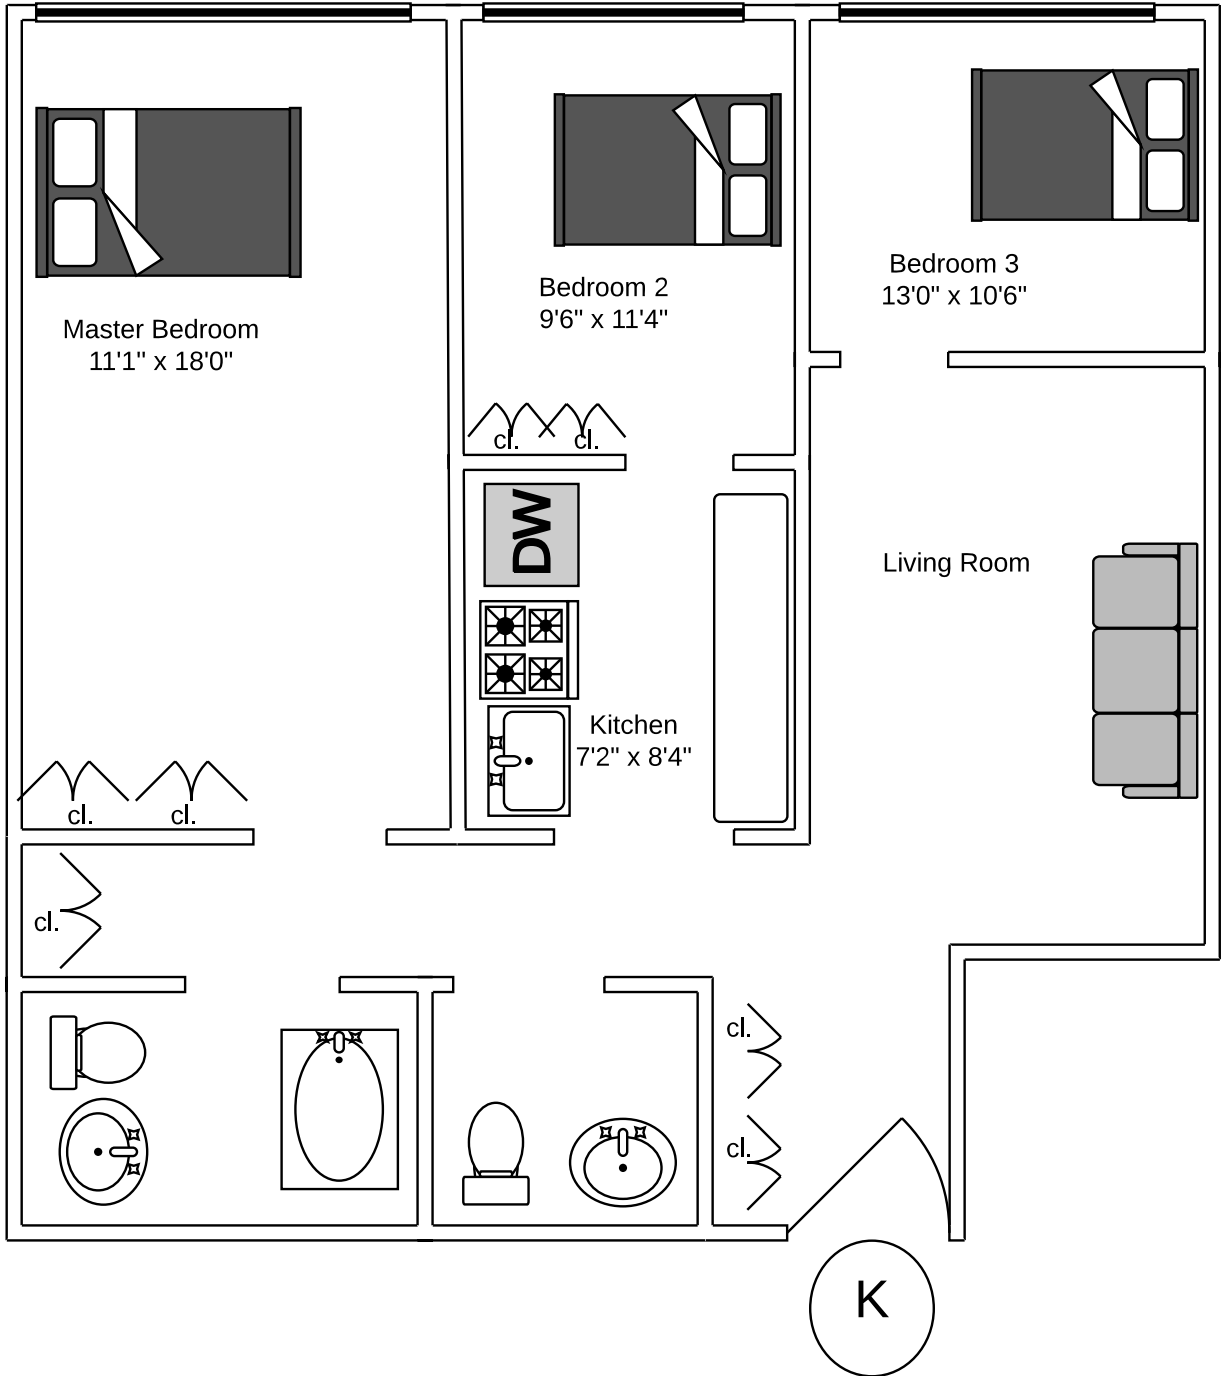 Master Bedroom
11'1" x 18'0"
Bedroom 2
9'6" x 11'4"
Bedroom 3
13'0" x 10'6"
cl.
cl.
DW
Living Room
Kitchen
7'2" x 8'4"
cl.
cl.
cl.
cl.
cl.
K